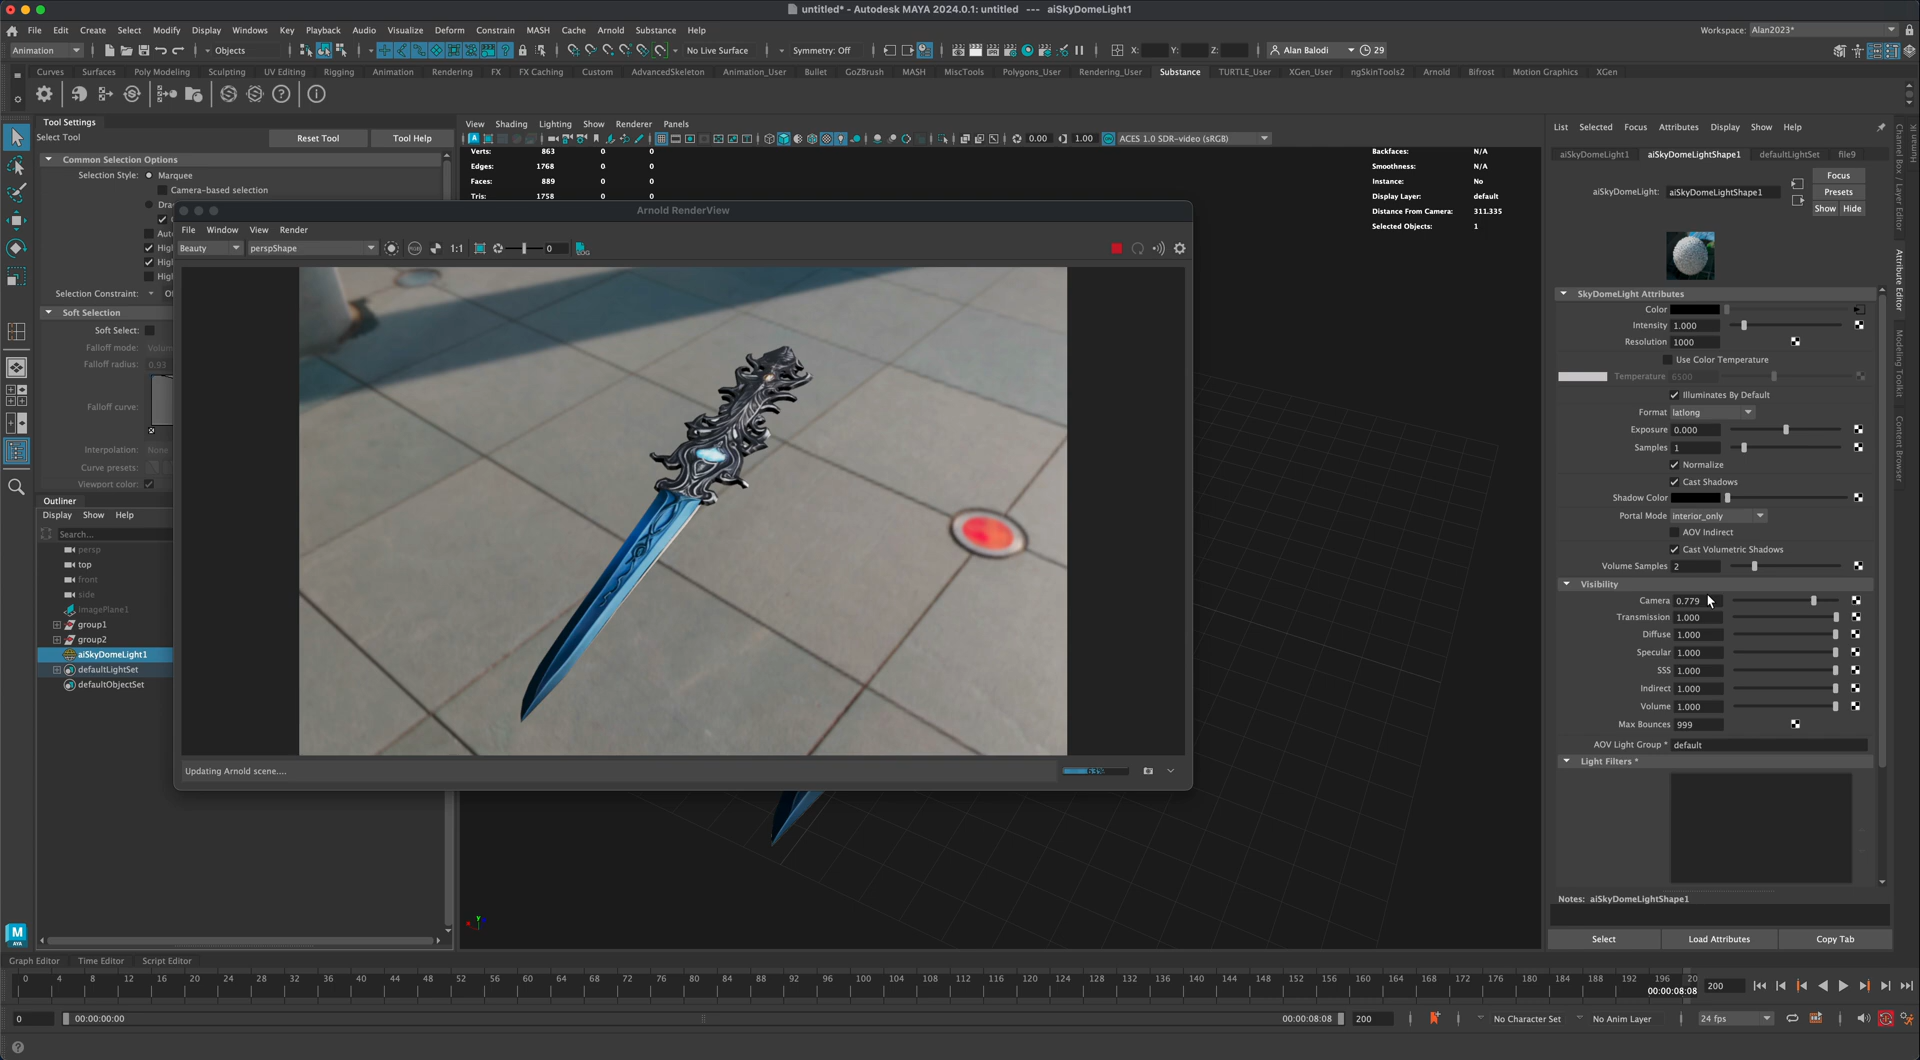 untitled* - Autodesk MAYA 2024.0.1: untitled --- aiSkyDomeLight1
File Edit Create Select Modify Display Windows Key Playback Audio Visualize Deform Constrain MASH Cache Arnold Substance Help
Workspace: Alan2023*
Animation Objects No Live Surface Symmetry: Off X: Y: Z: Alan Balodi 29
Curves Surfaces Poly Modeling Sculpting UV Editing Rigging Animation Rendering FX FX Caching Custom AdvancedSkeleton Animation_User Bullet GoZBrush MASH MiscTools Polygons_User Rendering_User Substance TURTLE_User XGen_User ngSkinTools2 Arnold Bifrost Motion Graphics XGen
Tool Settings
Select Tool
Reset Tool
Tool Help
Common Selection Options
Selection Style: Marquee
Camera-based selection
Selection Constraint:
Soft Selection
Soft Select:
Falloff mode:
Falloff radius: 0.93
Falloff curve:
Interpolation: None
Curve presets:
Viewport color:
Outliner
Display Show Help
Search...
persp
top
front
side
imagePlane1
group1
group2
aiSkyDomeLight1
defaultLightSet
defaultObjectSet
View Shading Lighting Show Renderer Panels
0.00 1.00 ACES 1.0 SDR-video (sRGB)
Verts: 863 0 0
Edges: 1768 0 0
Faces: 889 0 0
Tris: 1758 0 0
Backfaces: N/A
Smoothness: N/A
Instance: No
Display Layer: default
Distance From Camera: 311.335
Selected Objects: 1
Arnold RenderView
File Window View Render
Beauty perspShape 1:1 0
Updating Arnold scene....
63%
y
List Selected Focus Attributes Display Show Help
aiSkyDomeLight1 aiSkyDomeLightShape1 defaultLightSet file9
aiSkyDomeLight: aiSkyDomeLightShape1
Focus
Presets
Show Hide
SkyDomeLight Attributes
Color
Intensity 1.000
Resolution 1000
Use Color Temperature
Temperature 6500
Illuminates By Default
Format latlong
Exposure 0.000
Samples 1
Normalize
Cast Shadows
Shadow Color
Portal Mode interior_only
AOV Indirect
Cast Volumetric Shadows
Volume Samples 2
Visibility
Camera 0.779
Transmission 1.000
Diffuse 1.000
Specular 1.000
SSS 1.000
Indirect 1.000
Volume 1.000
Max Bounces 999
AOV Light Group * default
Light Filters *
Notes: aiSkyDomeLightShape1
Select Load Attributes Copy Tab
Channel Box / Layer Editor
Attribute Editor
Modeling Toolkit
Content Browser
Graph Editor Time Editor Script Editor
0 4 8 12 16 20 24 28 32 36 40 44 48 52 56 60 64 68 72 76 80 84 88 92 96 100 104 108 112 116 120 124 128 132 136 140 144 148 152 156 160 164 168 172 176 180 184 188 192 196 20
00:00:08:08
200
0 00:00:00:00 00:00:08:08 200 No Character Set No Anim Layer 24 fps